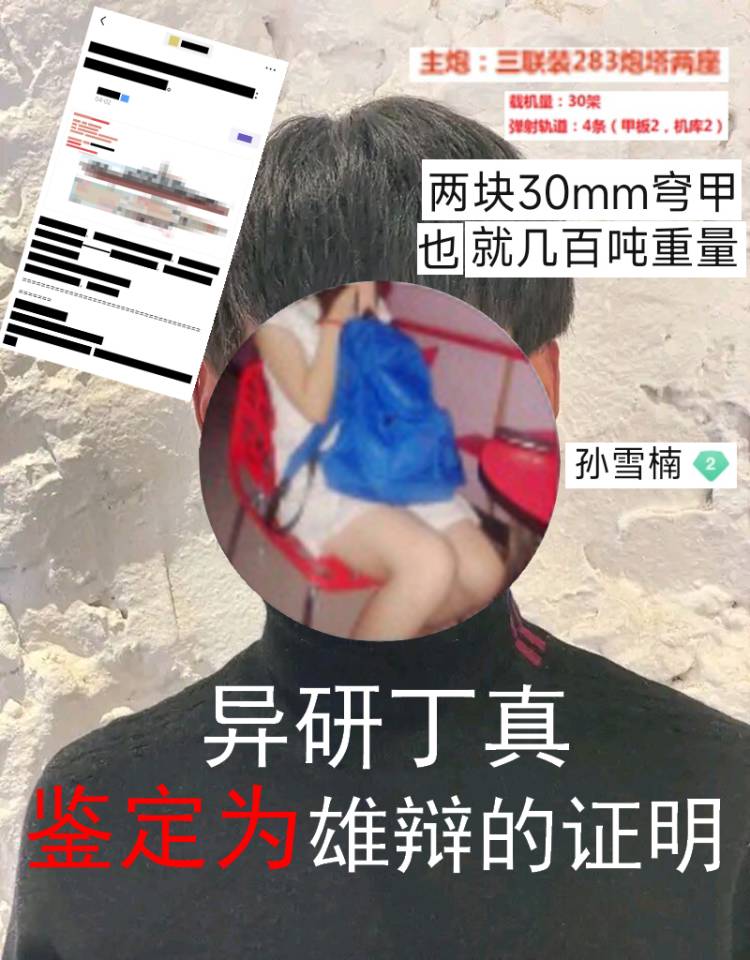 主炮：三联装283炮塔两座
载机量：30架
弹射轨道：4条（甲板2，机库2）
两块30mm穹甲
也就几百吨重量
孙雪楠 2
异研丁真
鉴定为雄辩的证明